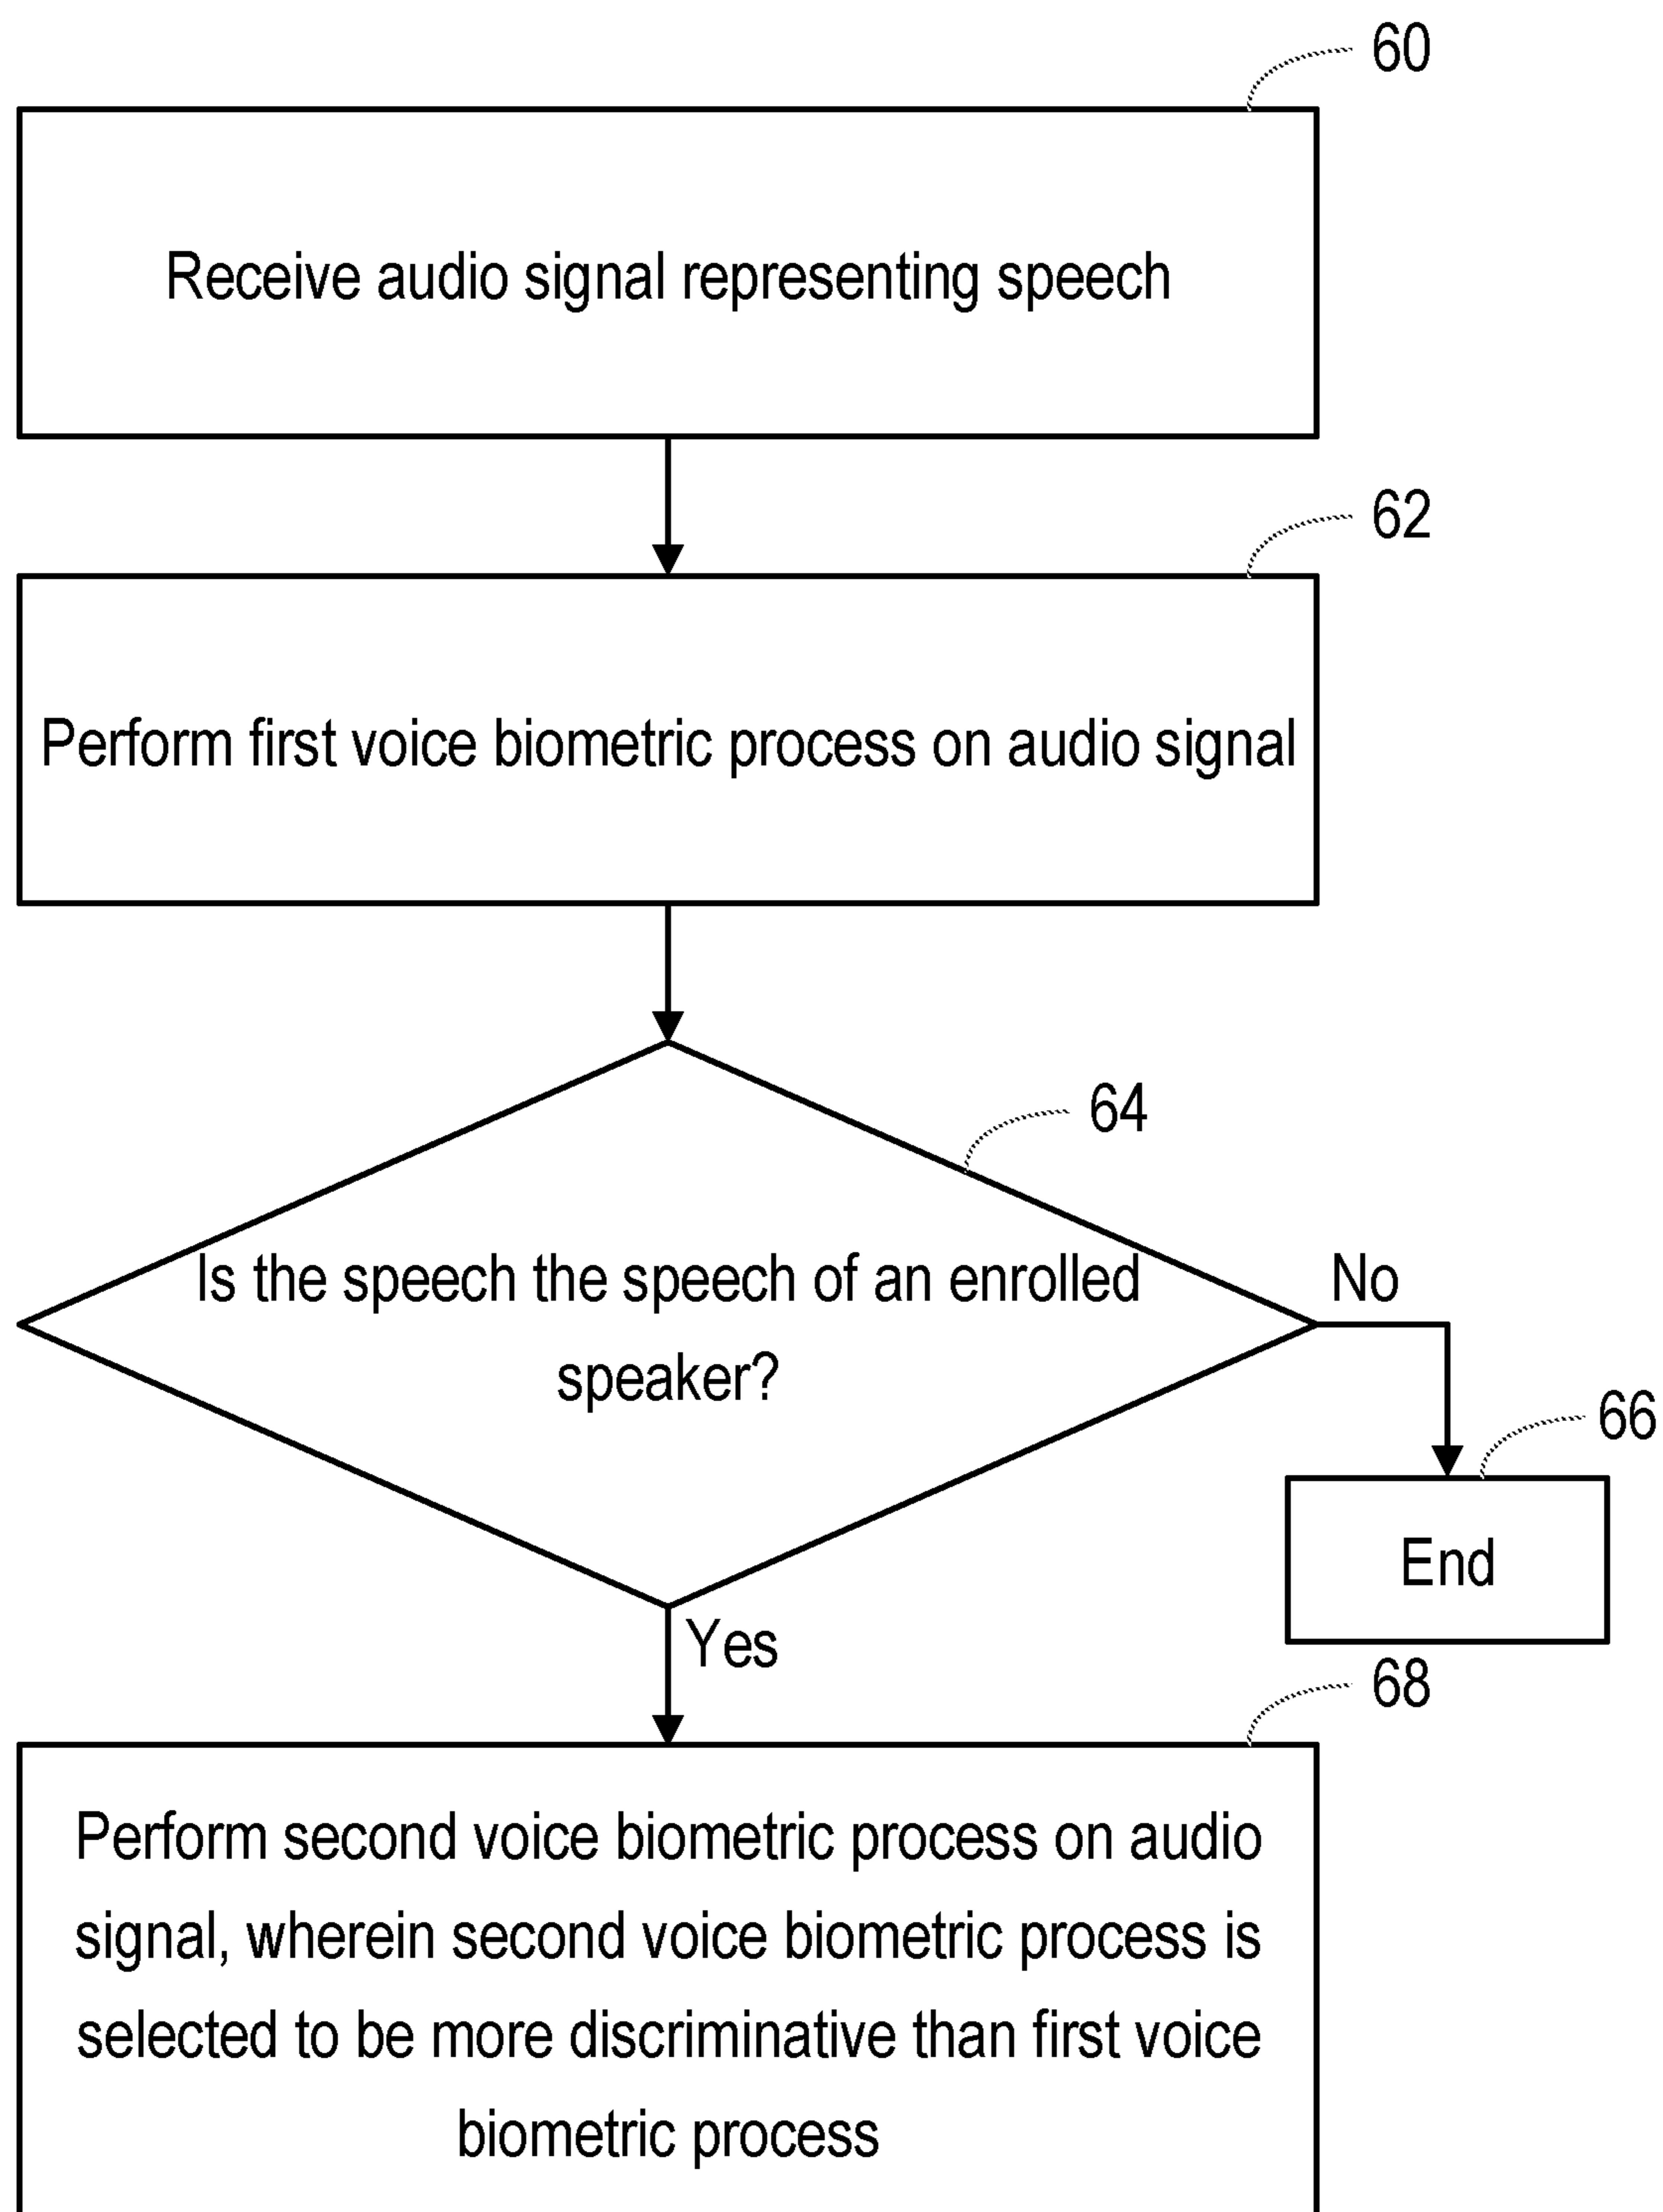 60
Receive audio signal representing speech
62
Perform first voice biometric process on audio signal
64
Is the speech the speech of an enrolled
speaker?
No
66
End
Yes
68
Perform second voice biometric process on audio
signal, wherein second voice biometric process is
selected to be more discriminative than first voice
biometric process